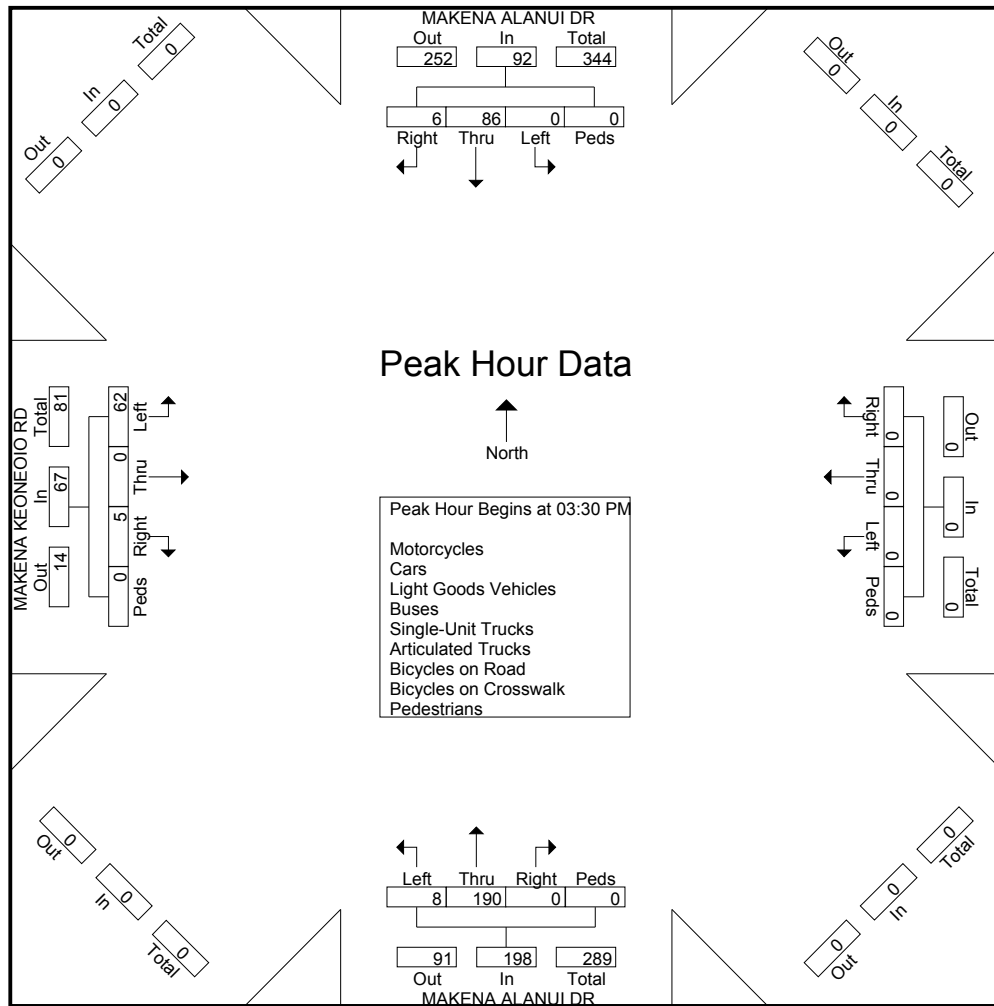 MAKENA ALANUI DR
Out In Total
252 92 344
6 86 0 0
Right Thru Left Peds
Total
0
In
0
Out
0
Out
0
In
0
Total
0
Peak Hour Data
North
Peak Hour Begins at 03:30 PM
Motorcycles
Cars
Light Goods Vehicles
Buses
Single-Unit Trucks
Articulated Trucks
Bicycles on Road
Bicycles on Crosswalk
Pedestrians
MAKENA KEONEOIO RD
Out In Total
14 67 81
0 5 0 62
Peds Right Thru Left
Out In Total
0 0 0
0 0 0 0
Right Thru Left Peds
0
Out
0
In
0
Total
0
Total
0
In
0
Out
Left Thru Right Peds
8 190 0 0
91 198 289
Out In Total
MAKENA ALANUI DR